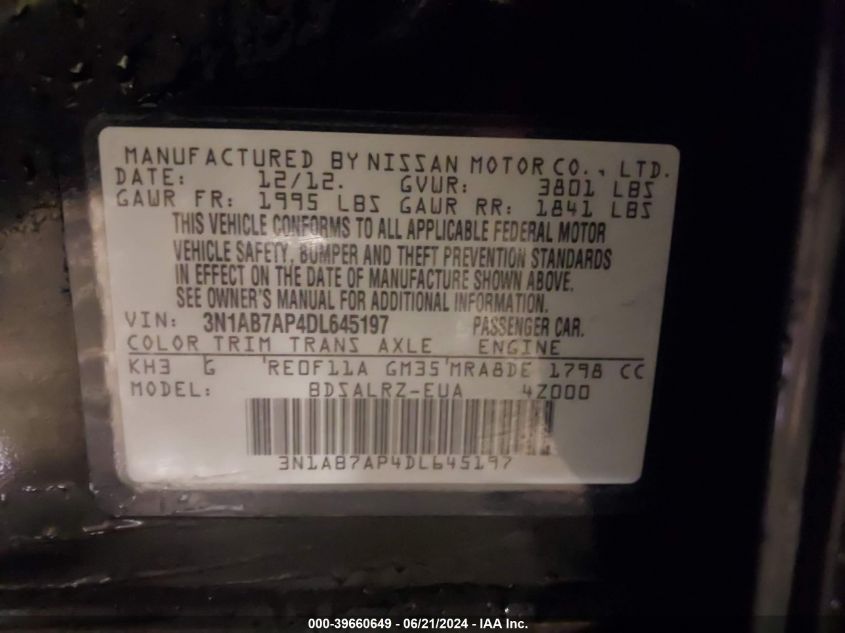 MANUFACTURED BY NISSAN MOTOR CO., LTD.
DATE: 12/12. GVWR: 3801 LBS
GAWR FR: 1995 LBS GAWR RR: 1841 LBS
THIS VEHICLE CONFORMS TO ALL APPLICABLE FEDERAL MOTOR
VEHICLE SAFETY, BUMPER AND THEFT PREVENTION STANDARDS
IN EFFECT ON THE DATE OF MANUFACTURE SHOWN ABOVE.
SEE OWNER'S MANUAL FOR ADDITIONAL INFORMATION.
VIN: 3N1AB7AP4DL645197 PASSENGER CAR.
COLOR TRIM TRANS AXLE ENGINE
KH3 G 'RE0F11A GM35'MRA8DE 1798 CC
MODEL: BDSALRZ-EUA 4Z000
3N1AB7AP4DL645197
000-39660649 / 06/21/2024 - IAA Inc.